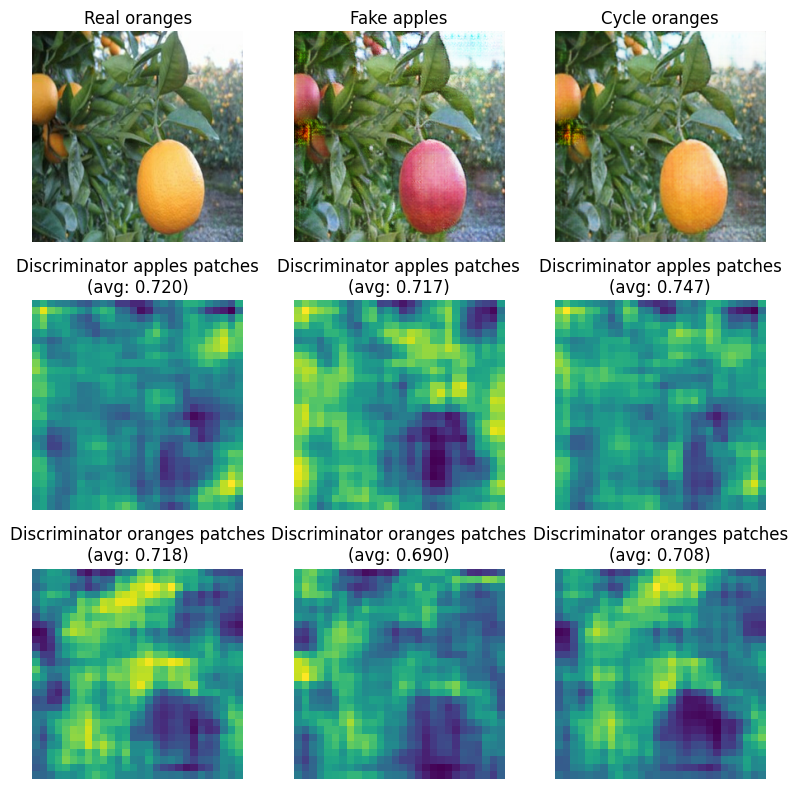 Real oranges
Fake apples
Cycle oranges
Discriminator apples patches
(avg: 0.720)
Discriminator apples patches
(avg: 0.717)
Discriminator apples patches
(avg: 0.747)
Discriminator oranges patches
(avg: 0.718)
Discriminator oranges patches
(avg: 0.690)
Discriminator oranges patches
(avg: 0.708)